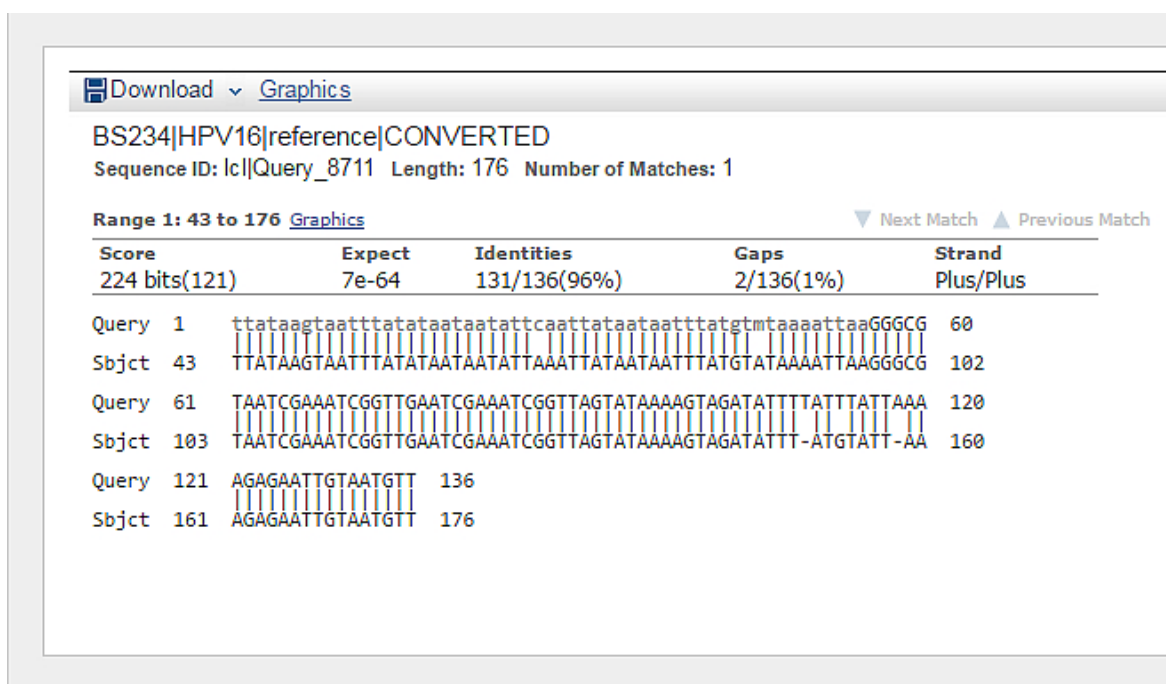 Download Graphics
BS234|HPV16|reference|CONVERTED
Sequence ID: lcl|Query_8711 Length: 176 Number of Matches: 1
Range 1: 43 to 176 Graphics Next Match Previous Match
Score Expect Identities Gaps Strand
224 bits(121) 7e-64 131/136(96%) 2/136(1%) Plus/Plus
Query 1 ttataagtaatttatataataatattcaattataataatttatgtmtaaaattaaGGGCG 60
Sbjct 43 TTATAAGTAATTTATATAATAATATTAAATTATAATAATTTATGTATAAAATTAAGGGCG 102
Query 61 TAATCGAAATCGGTTGAATCGAAATCGGTTAGTATAAAAGTAGATATTTTATTTATTAAA 120
Sbjct 103 TAATCGAAATCGGTTGAATCGAAATCGGTTAGTATAAAAGTAGATATTT-ATGTATT-AA 160
Query 121 AGAGAATTGTAATGTT 136
Sbjct 161 AGAGAATTGTAATGTT 176